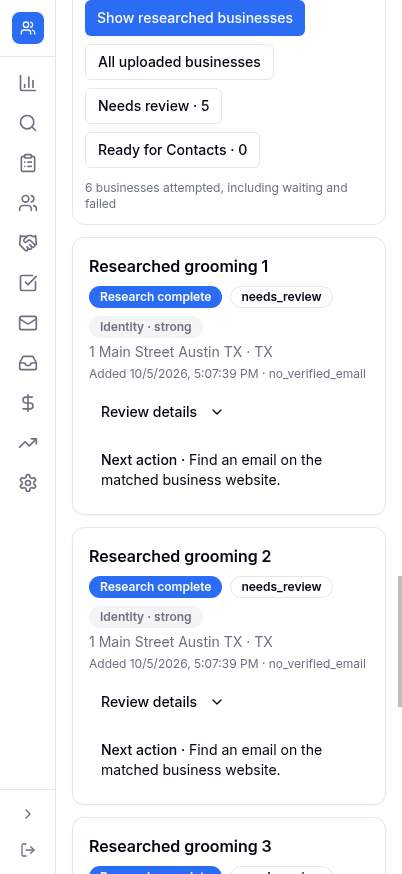 Show researched businesses
All uploaded businesses
Needs review · 5
Ready for Contacts · 0
6 businesses attempted, including waiting and
failed
Researched grooming 1
Research complete
needs_review
Identity · strong
1 Main Street Austin TX · TX
Added 10/5/2026, 5:07:39 PM · no_verified_email
Review details
Next action · Find an email on the
matched business website.
Researched grooming 2
Research complete
needs_review
Identity · strong
1 Main Street Austin TX · TX
Added 10/5/2026, 5:07:39 PM · no_verified_email
Review details
Next action · Find an email on the
matched business website.
Researched grooming 3